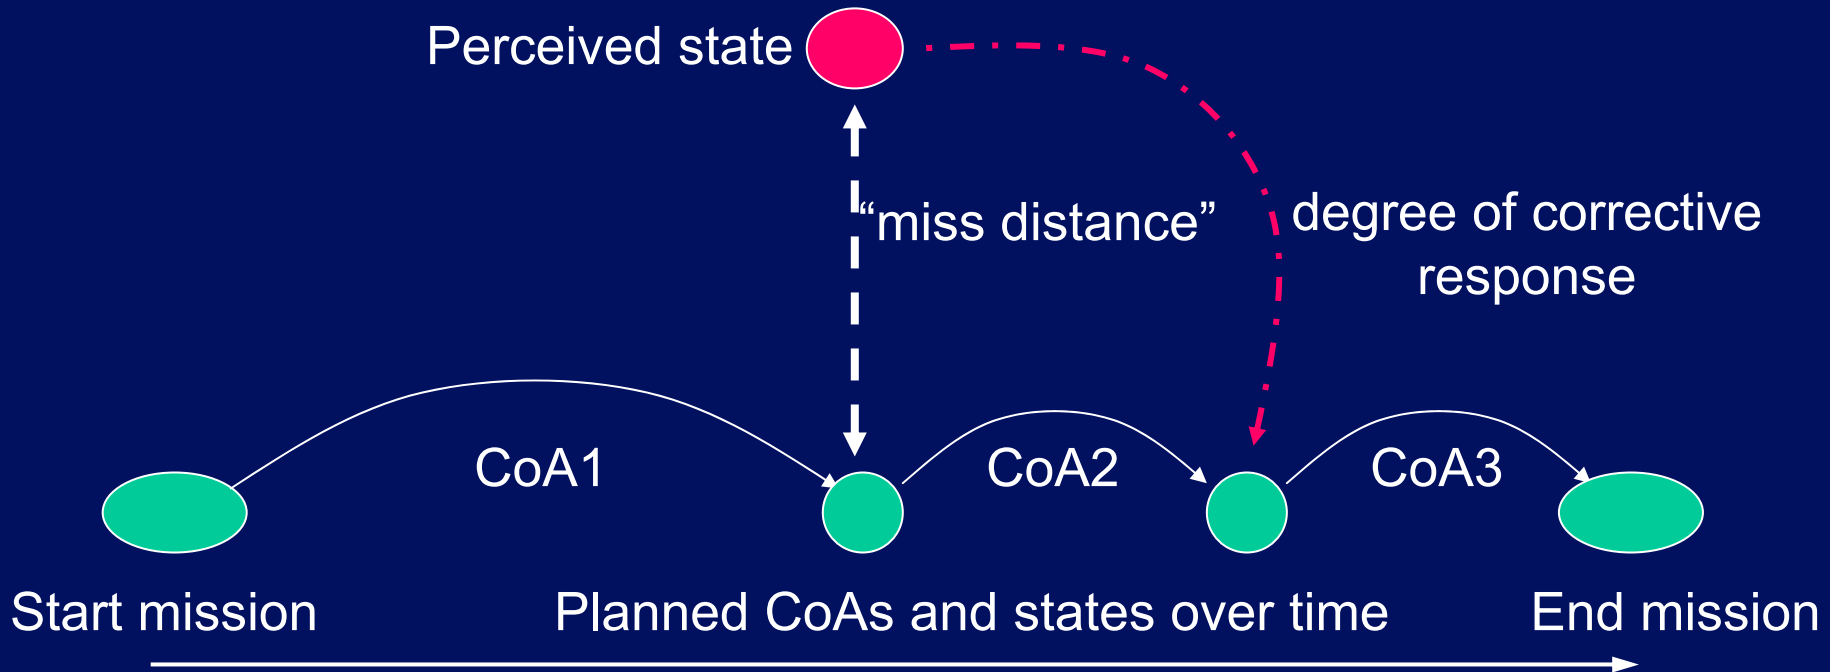 Perceived state
“miss distance”
degree of corrective
response
CoA1
CoA2
CoA3
Start mission
Planned CoAs and states over time
End mission